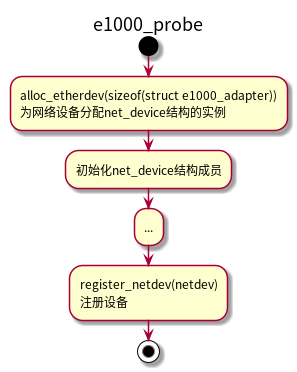 e1000_probe
alloc_etherdev(sizeof(struct e1000_adapter))
为网络设备分配net_device结构的实例
初始化net_device结构成员
...
register_netdev(netdev)
注册设备